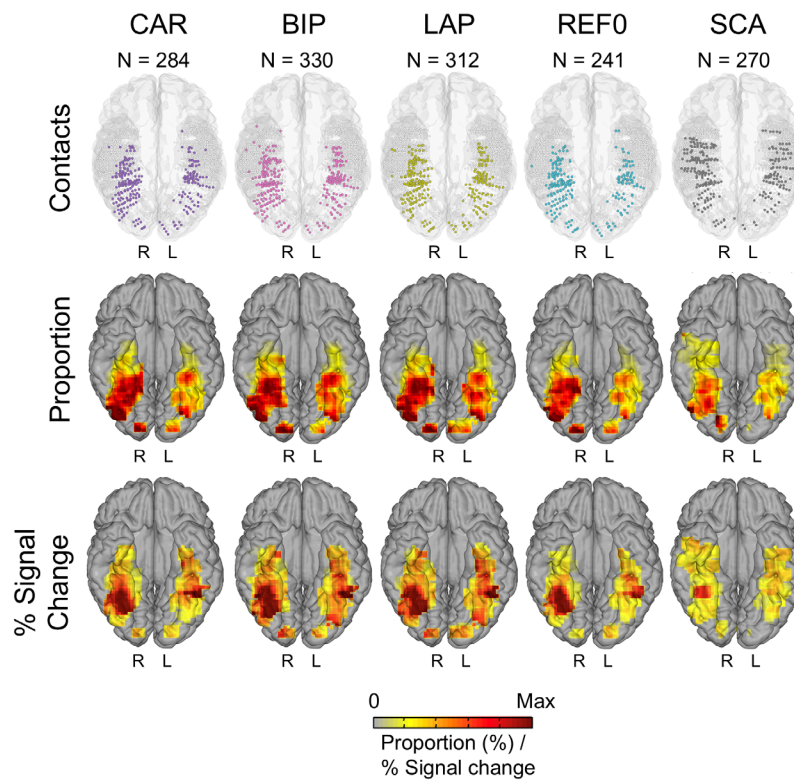 CAR BIP LAP REF0 SCA
N = 284 N = 330 N = 312 N = 241 N = 270
Contacts
R L R L R L R L R L
Proportion
R L R L R L R L R L
% Signal
Change
R L R L R L R L R L
0 Max
Proportion (%) /
% Signal change